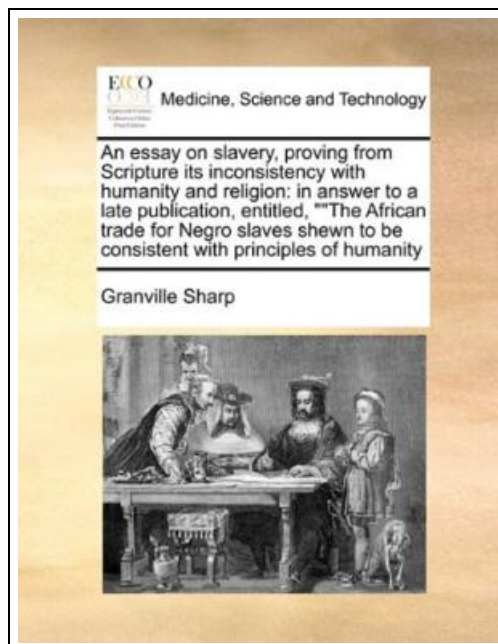 ECCO
Medicine, Science and Technology
An essay on slavery, proving from
Scripture its inconsistency with
humanity and religion: in answer to a
late publication, entitled, ""The African
trade for Negro slaves shewn to be
consistent with principles of humanity
Granville Sharp